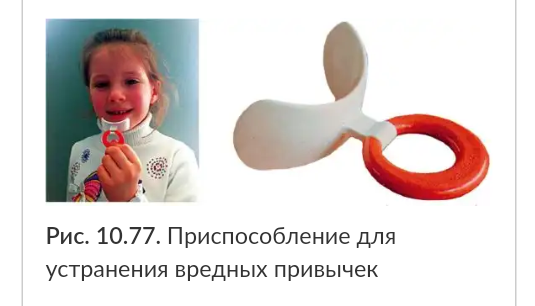 Рис. 10.77. Приспособление для
устранения вредных привычек